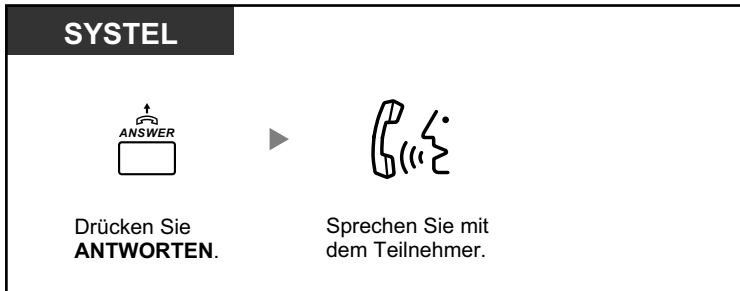 SYSTEL
ANSWER
Drücken Sie
ANTWORTEN.
Sprechen Sie mit
dem Teilnehmer.